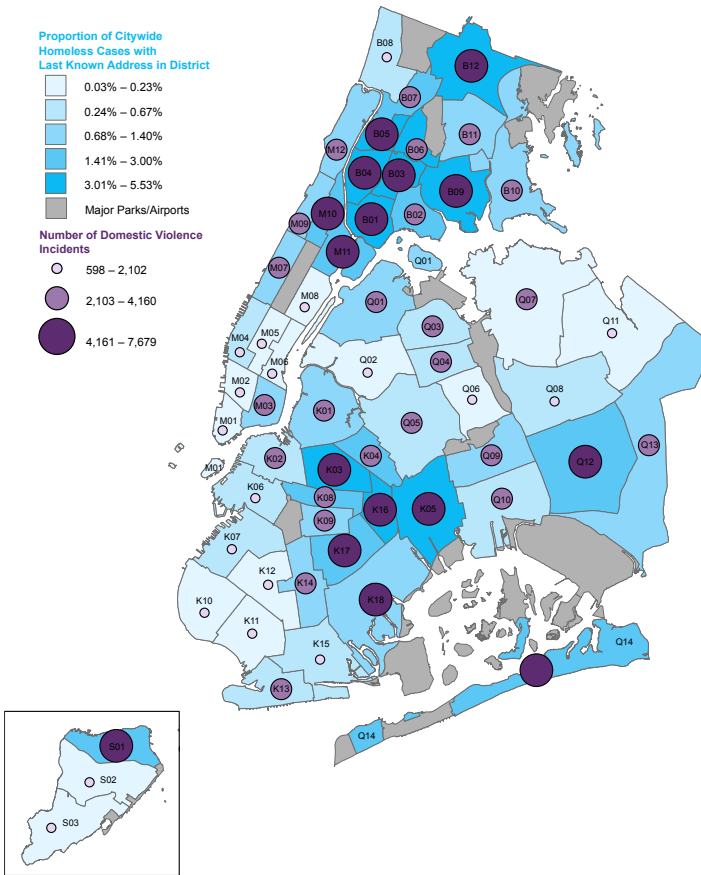 Proportion of Citywide
Homeless Cases with
Last Known Address in District
0.03% – 0.23%
0.24% – 0.67%
0.68% – 1.40%
1.41% – 3.00%
3.01% – 5.53%
Major Parks/Airports
Number of Domestic Violence
Incidents
598 – 2,102
2,103 – 4,160
4,161 – 7,679
B08
B12
B07
B05
B11
M12
B06
B04
B03
B09
B10
M10
B01
B02
M09
M11
Q01
M07
M08
Q01
Q07
Q11
Q03
M04
M05
Q04
M06
Q02
M02
Q06
Q08
M03
K01
Q05
M01
Q13
K02
K04
Q09
Q12
M01
K03
K06
K08
Q10
K16
K05
K09
K07
K17
K12
K14
K10
K18
K11
K15
Q14
K13
Q14
S01
S02
S03